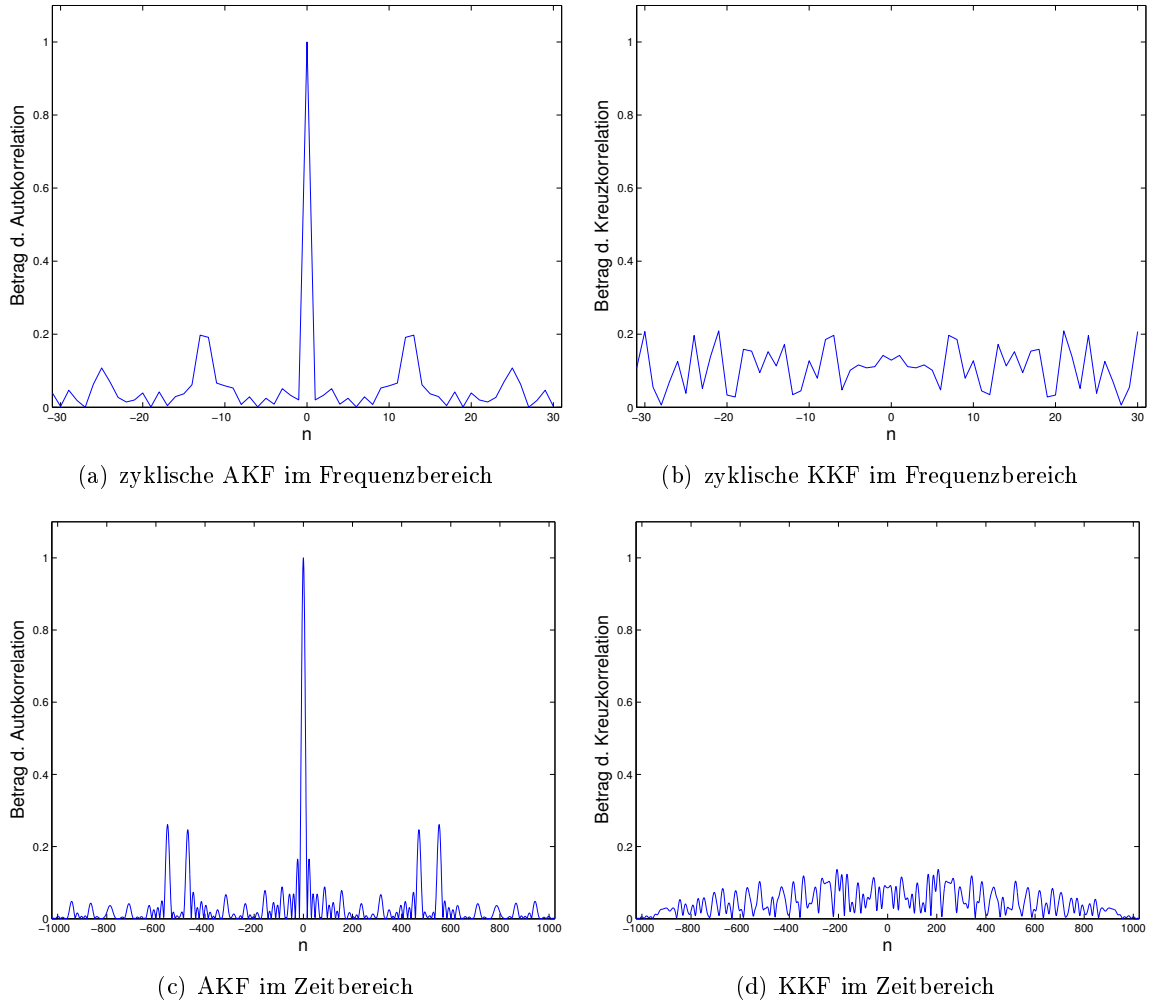 Betrag d. Autokorrelation
1
0.8
0.6
0.4
0.2
0
−30 −20 −10 0 10 20 30
n
(a) zyklische AKF im Frequenzbereich
Betrag d. Kreuzkorrelation
1
0.8
0.6
0.4
0.2
0
−30 −20 −10 0 10 20 30
n
(b) zyklische KKF im Frequenzbereich
Betrag d. Autokorrelation
1
0.8
0.6
0.4
0.2
0
−1000 −800 −600 −400 −200 0 200 400 600 800 1000
n
(c) AKF im Zeitbereich
Betrag d. Kreuzkorrelation
1
0.8
0.6
0.4
0.2
0
−1000 −800 −600 −400 −200 0 200 400 600 800 1000
n
(d) KKF im Zeitbereich